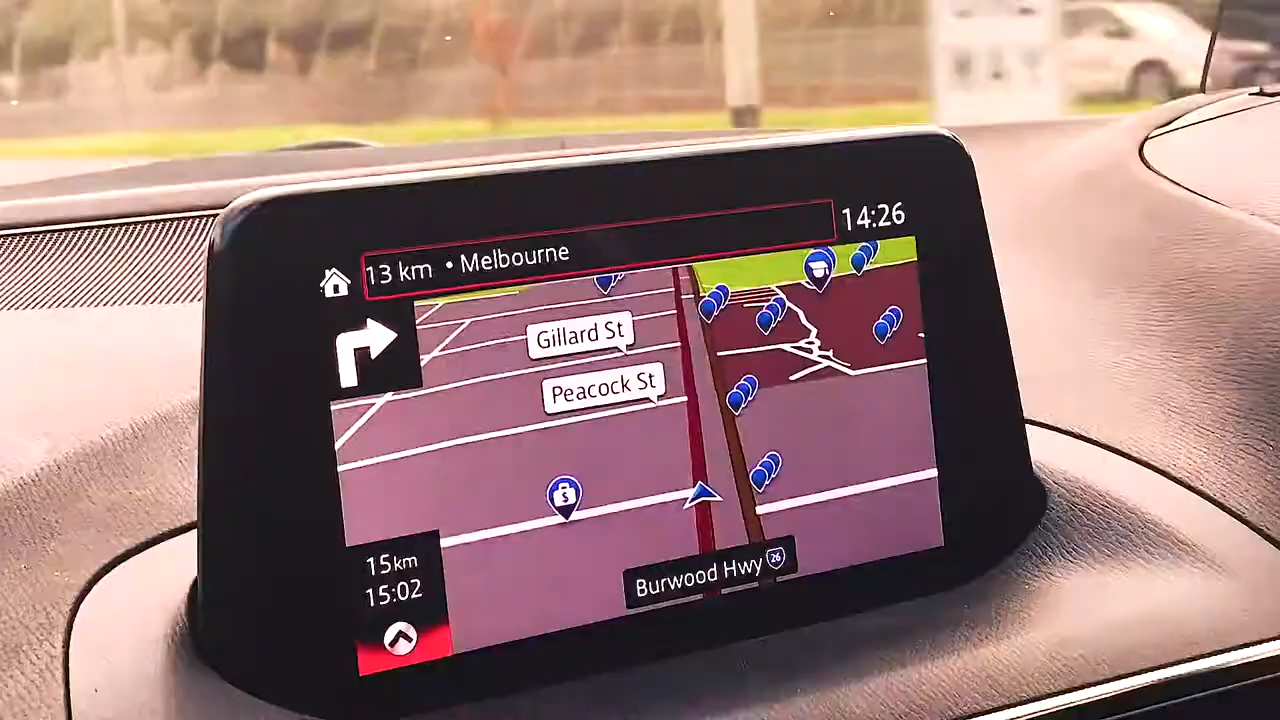 13 km • Melbourne
14:26
Gillard St
Peacock St
$
15km
15:02
Burwood Hwy 26